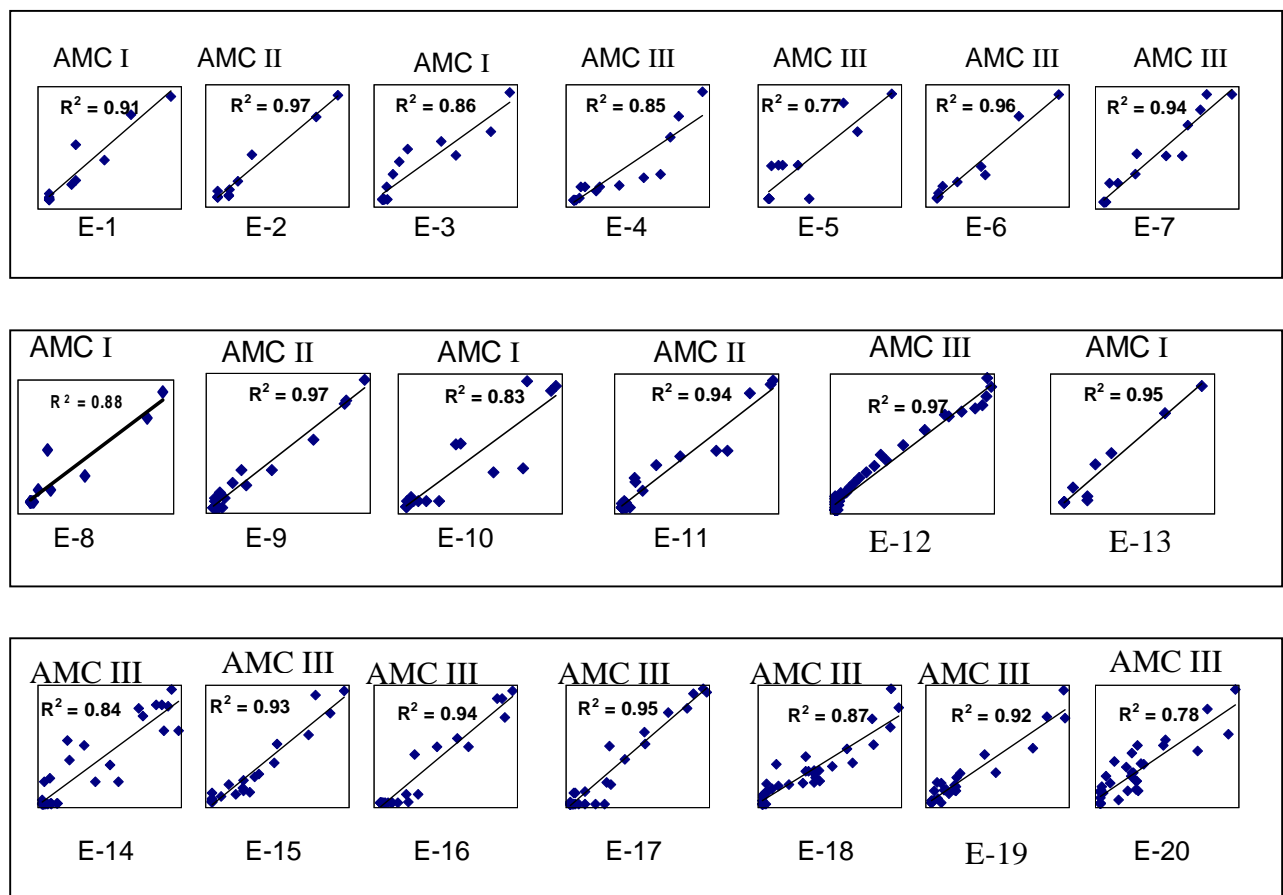 AMC I
AMC II
AMC I
AMC III
AMC III
AMC III
AMC III
R² = 0.91
R² = 0.97
R² = 0.86
R² = 0.85
R² = 0.77
R² = 0.96
R² = 0.94
E-1
E-2
E-3
E-4
E-5
E-6
E-7
AMC I
AMC II
AMC I
AMC II
AMC III
AMC I
R² = 0.88
R² = 0.97
R² = 0.83
R² = 0.94
R² = 0.97
R² = 0.95
E-8
E-9
E-10
E-11
E-12
E-13
AMC III
AMC III
AMC III
AMC III
AMC III
AMC III
AMC III
R² = 0.84
R² = 0.93
R² = 0.94
R² = 0.95
R² = 0.87
R² = 0.92
R² = 0.78
E-14
E-15
E-16
E-17
E-18
E-19
E-20